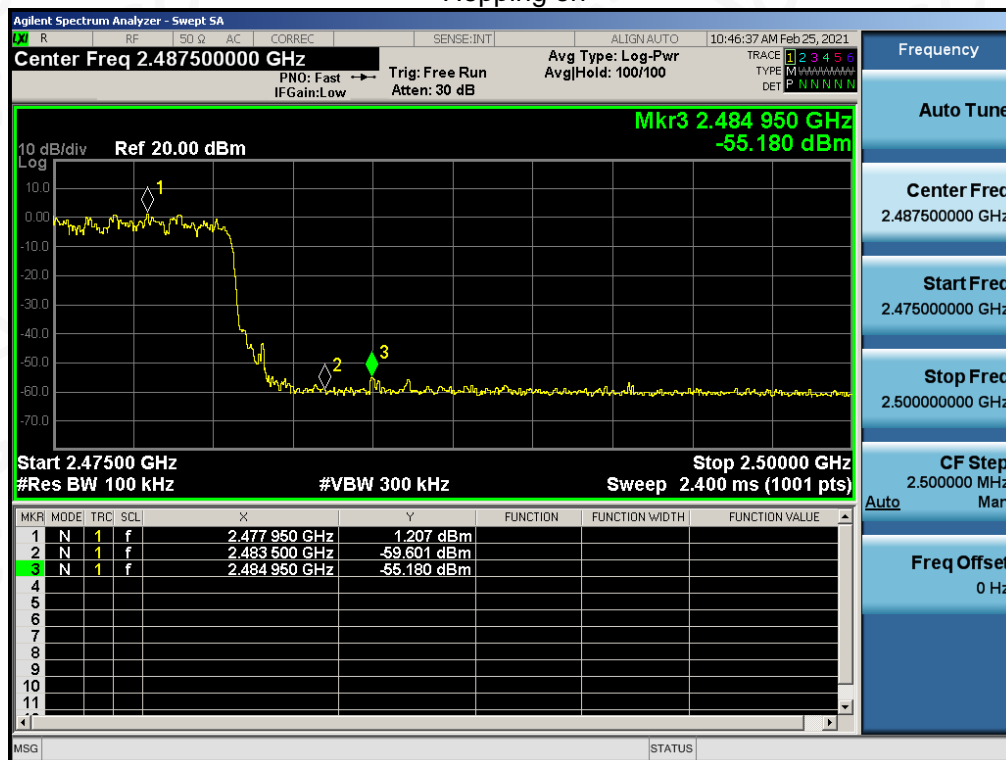 Hopping on
Agilent Spectrum Analyzer - Swept SA
LXI R RF 50 Ω AC CORREC SENSE:INT ALIGN AUTO 10:46:37 AM Feb 25, 2021
Center Freq 2.487500000 GHz
PNO: Fast
IFGain:Low
Trig: Free Run
Atten: 30 dB
Avg Type: Log-Pwr
Avg|Hold: 100/100
TRACE 1 2 3 4 5 6
TYPE M W W W W W
DET P N N N N N
Mkr3 2.484 950 GHz
-55.180 dBm
10 dB/div Ref 20.00 dBm
Log
10.0
0.00
-10.0
-20.0
-30.0
-40.0
-50.0
-60.0
-70.0
1
2
3
Start 2.47500 GHz Stop 2.50000 GHz
#Res BW 100 kHz #VBW 300 kHz Sweep 2.400 ms (1001 pts)
MKR MODE TRC SCL X Y FUNCTION FUNCTION WIDTH FUNCTION VALUE
1 N 1 f 2.477 950 GHz 1.207 dBm
2 N 1 f 2.483 500 GHz -59.601 dBm
3 N 1 f 2.484 950 GHz -55.180 dBm
4
5
6
7
8
9
10
11
MSG STATUS
Frequency
Auto Tune
Center Freq
2.487500000 GHz
Start Freq
2.475000000 GHz
Stop Freq
2.500000000 GHz
CF Step
2.500000 MHz
Auto Man
Freq Offset
0 Hz